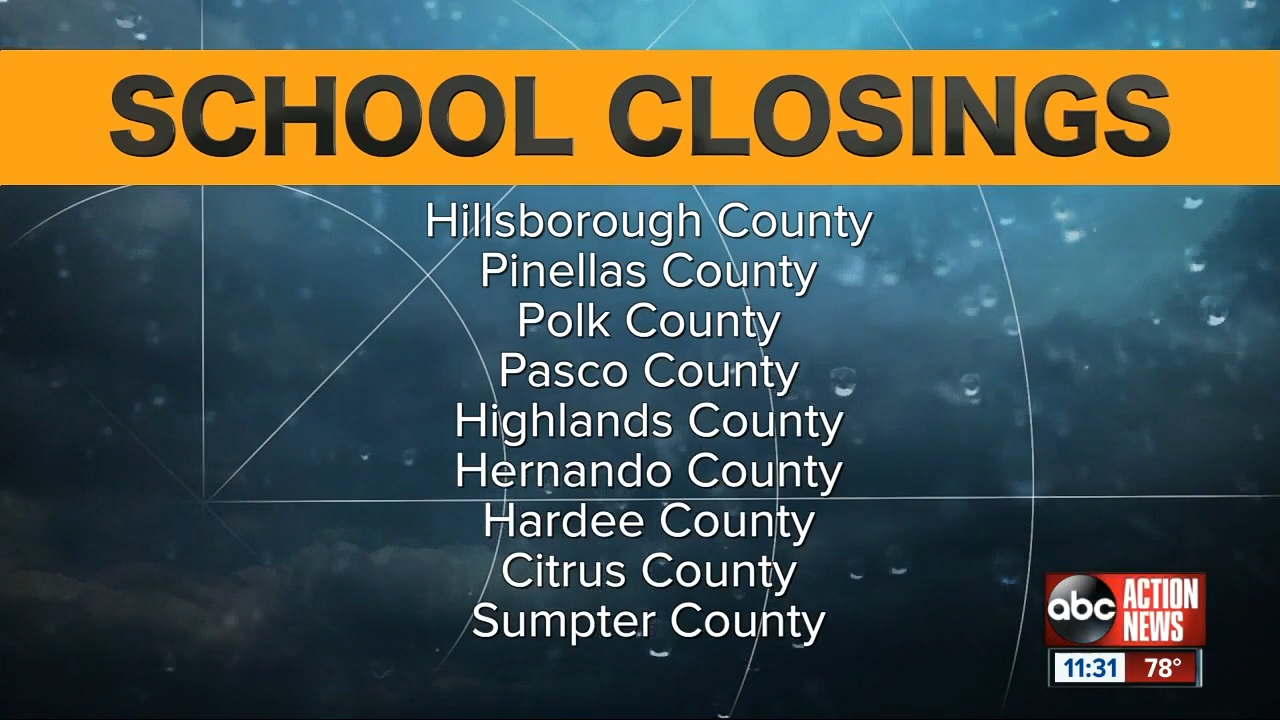 SCHOOL CLOSINGS
Hillsborough County
Pinellas County
Polk County
Pasco County
Highlands County
Hernando County
Hardee County
Citrus County
Sumpter County
abc ACTION
NEWS
11:31 78°